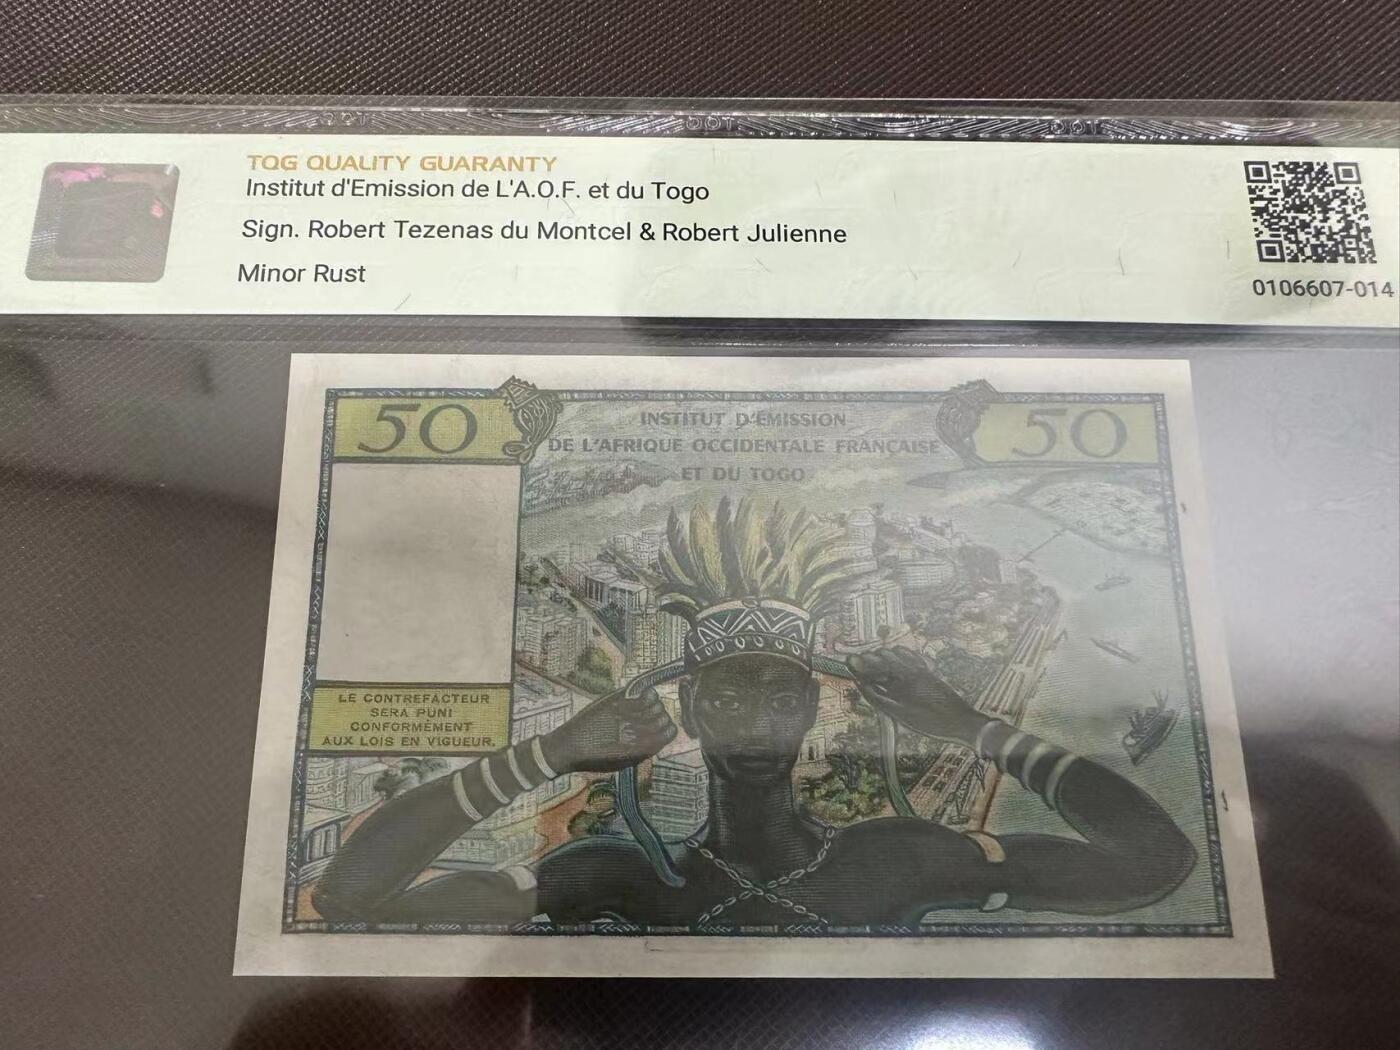 TQG QUALITY GUARANTY
Institut d'Emission de L'A.O.F. et du Togo
Sign. Robert Tezenas du Montcel & Robert Julienne
Minor Rust
0106607-014
50
INSTITUT D'ÉMISSION
DE L'AFRIQUE OCCIDENTALE FRANÇAISE
ET DU TOGO
50
LE CONTREFACTEUR
SERA PUNI
CONFORMÉMENT
AUX LOIS EN VIGUEUR.